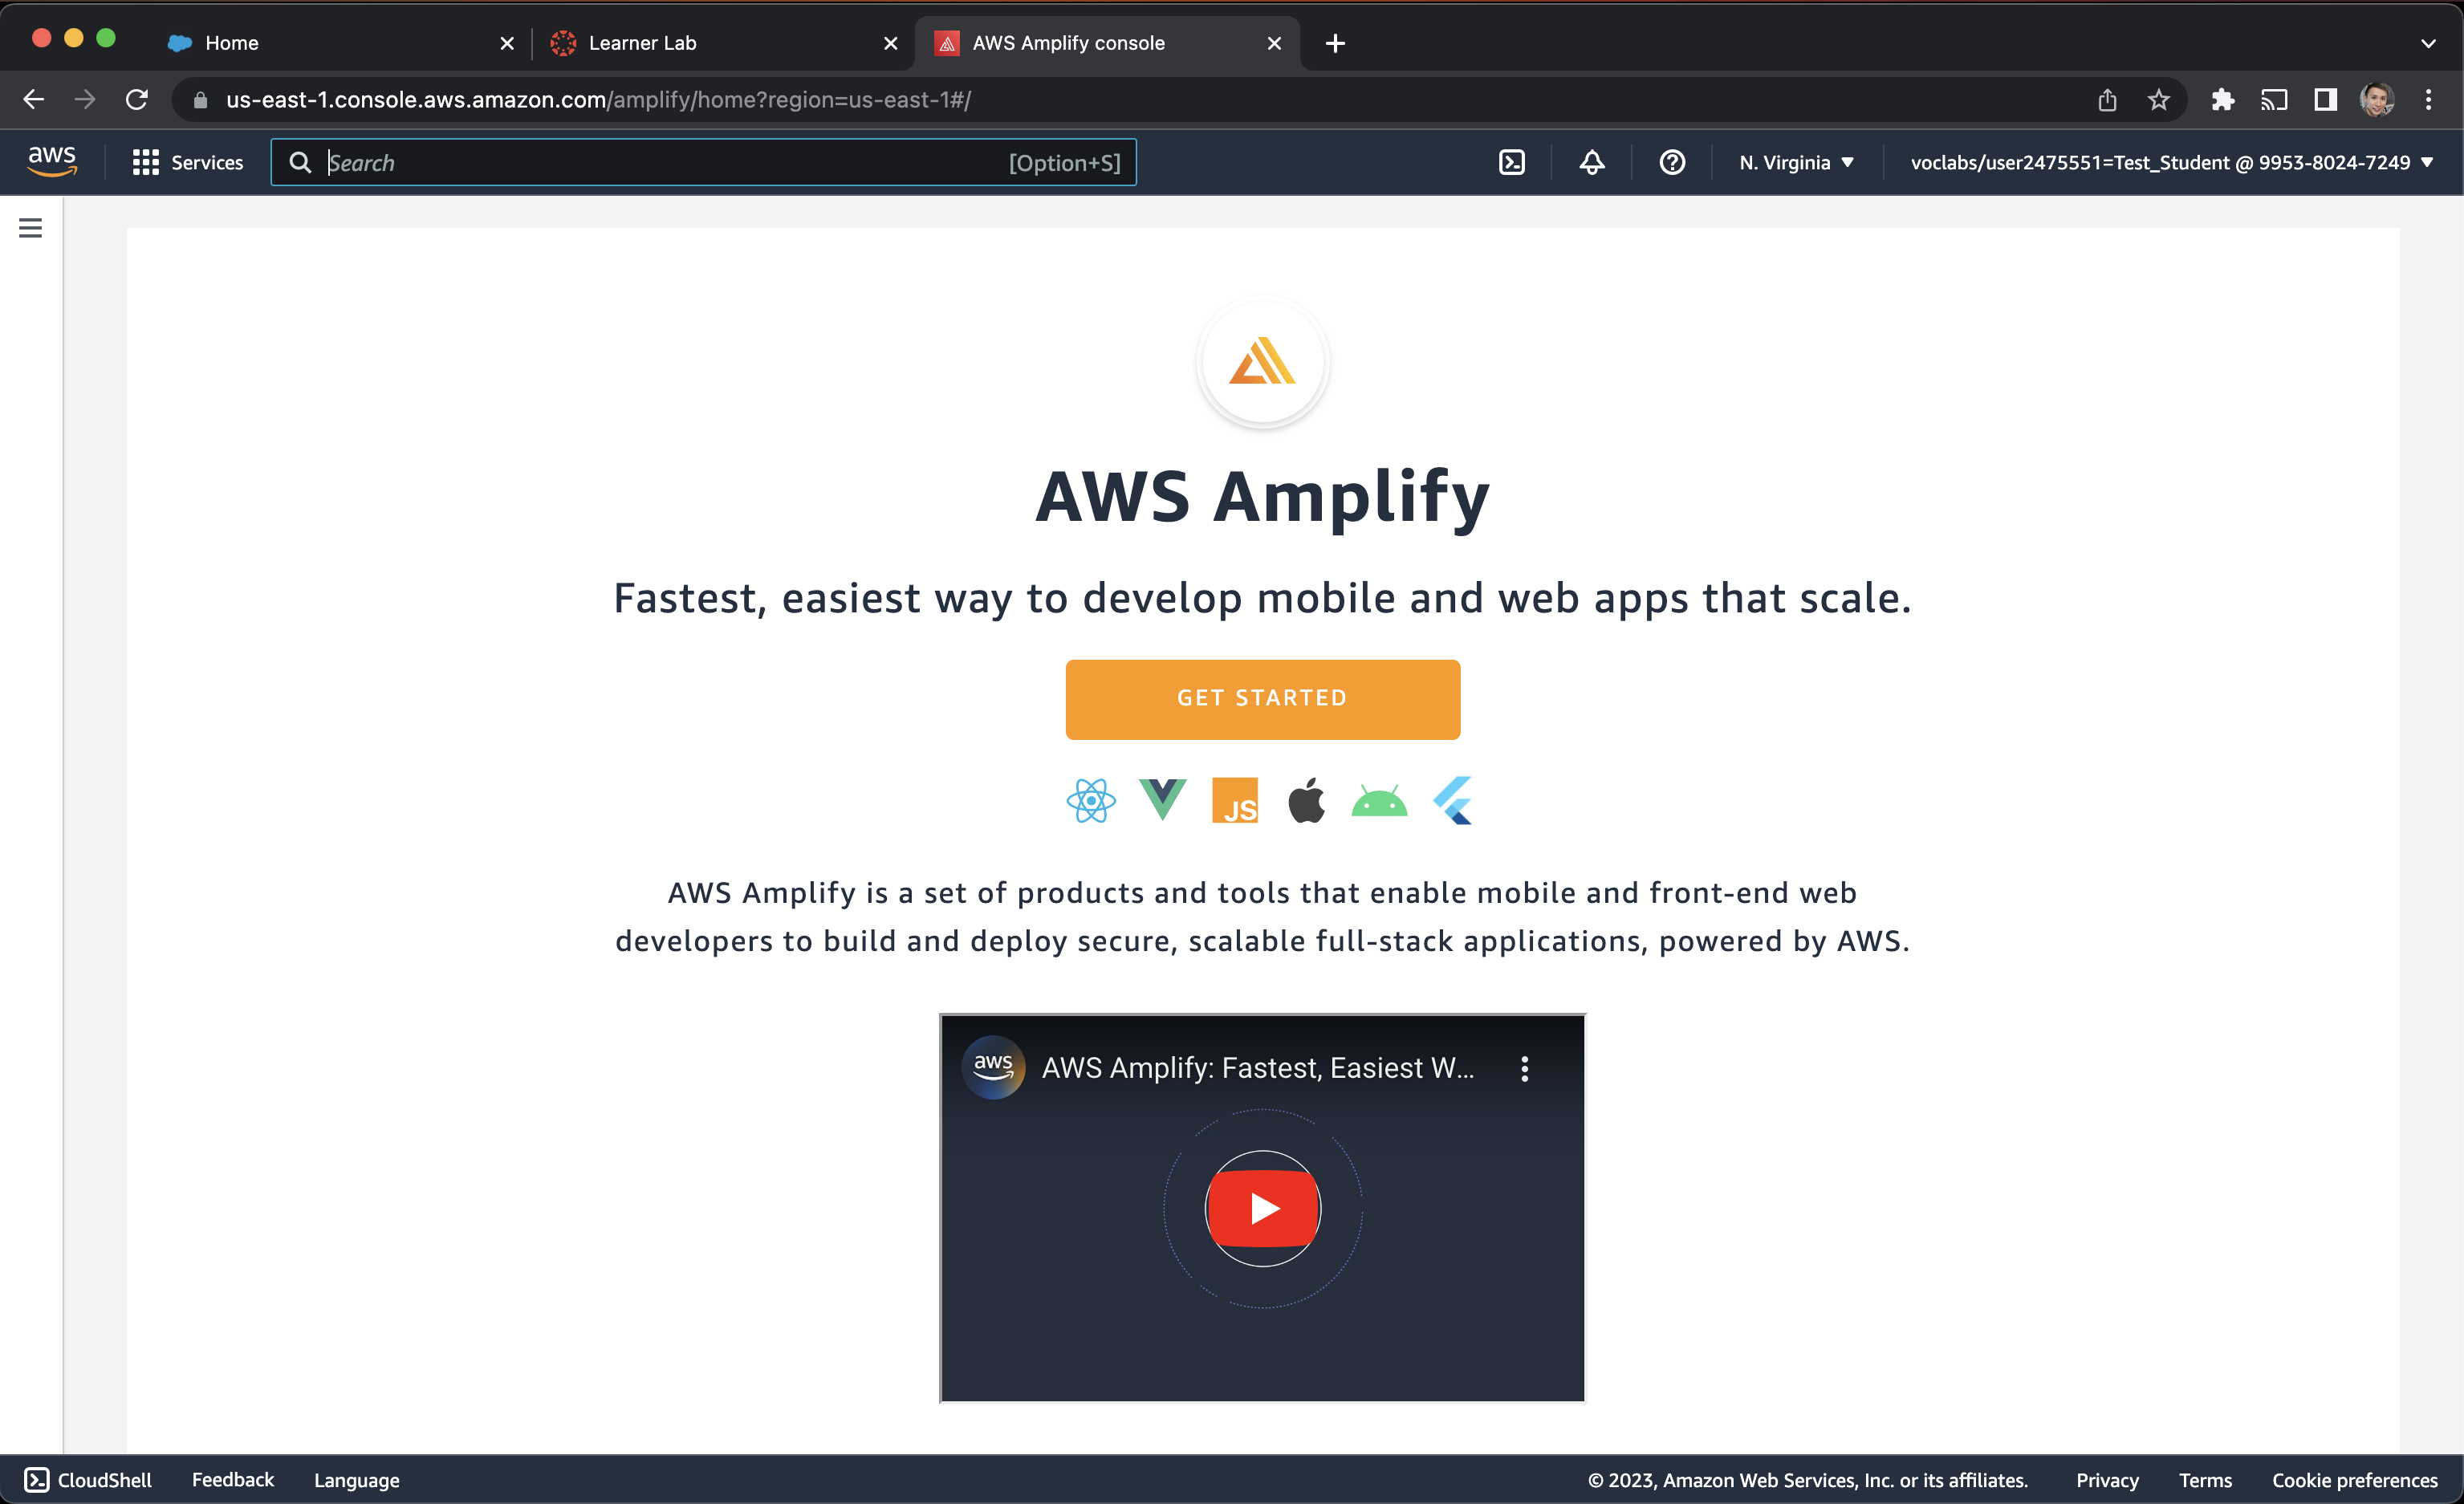 Home
Learner Lab
AWS Amplify console
us-east-1.console.aws.amazon.com/amplify/home?region=us-east-1#/
aws
Services
Search
[Option+S]
N. Virginia
voclabs/user2475551=Test_Student @ 9953-8024-7249
AWS Amplify
Fastest, easiest way to develop mobile and web apps that scale.
GET STARTED
JS
AWS Amplify is a set of products and tools that enable mobile and front-end web
developers to build and deploy secure, scalable full-stack applications, powered by AWS.
aws
AWS Amplify: Fastest, Easiest W...
CloudShell
Feedback
Language
© 2023, Amazon Web Services, Inc. or its affiliates.
Privacy
Terms
Cookie preferences